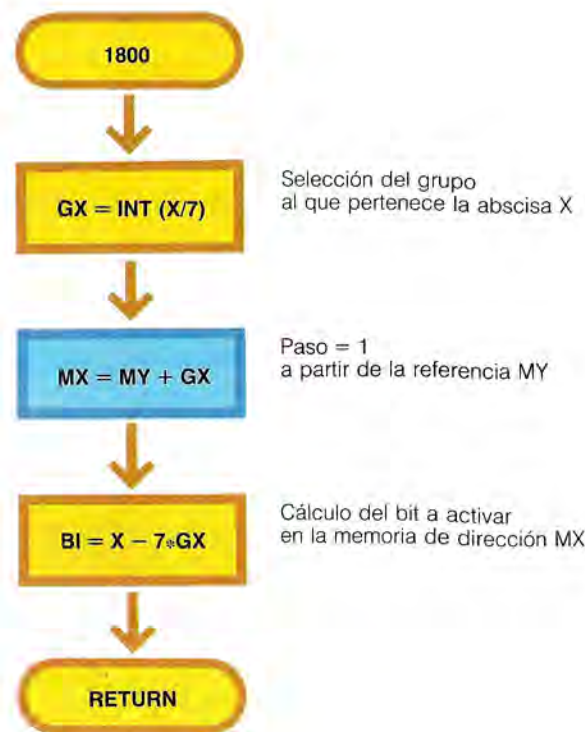 1800
GX = INT (X/7)
Selección del grupo
al que pertenece la abscisa X
MX = MY + GX
Paso = 1
a partir de la referencia MY
BI = X − 7*GX
Cálculo del bit a activar
en la memoria de dirección MX
RETURN